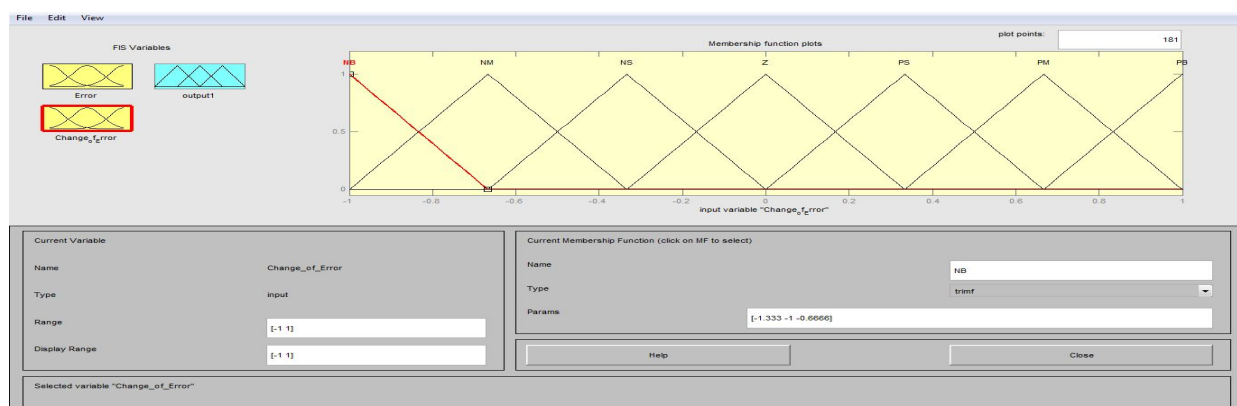 File Edit View
FIS Variables
Membership function plots
plot points:
181
NB NM NS Z PS PM PB
Error
output1
Change_of_Error
1
0.5
0
-1 -0.8 -0.6 -0.4 -0.2 0 0.2 0.4 0.6 0.8 1
input variable "Change_of_Error"
Current Variable
Name Change_of_Error
Type input
Range [-1 1]
Display Range [-1 1]
Current Membership Function (click on MF to select)
Name NB
Type trimf
Params [-1.333 -1 -0.6666]
Help
Close
Selected variable "Change_of_Error"